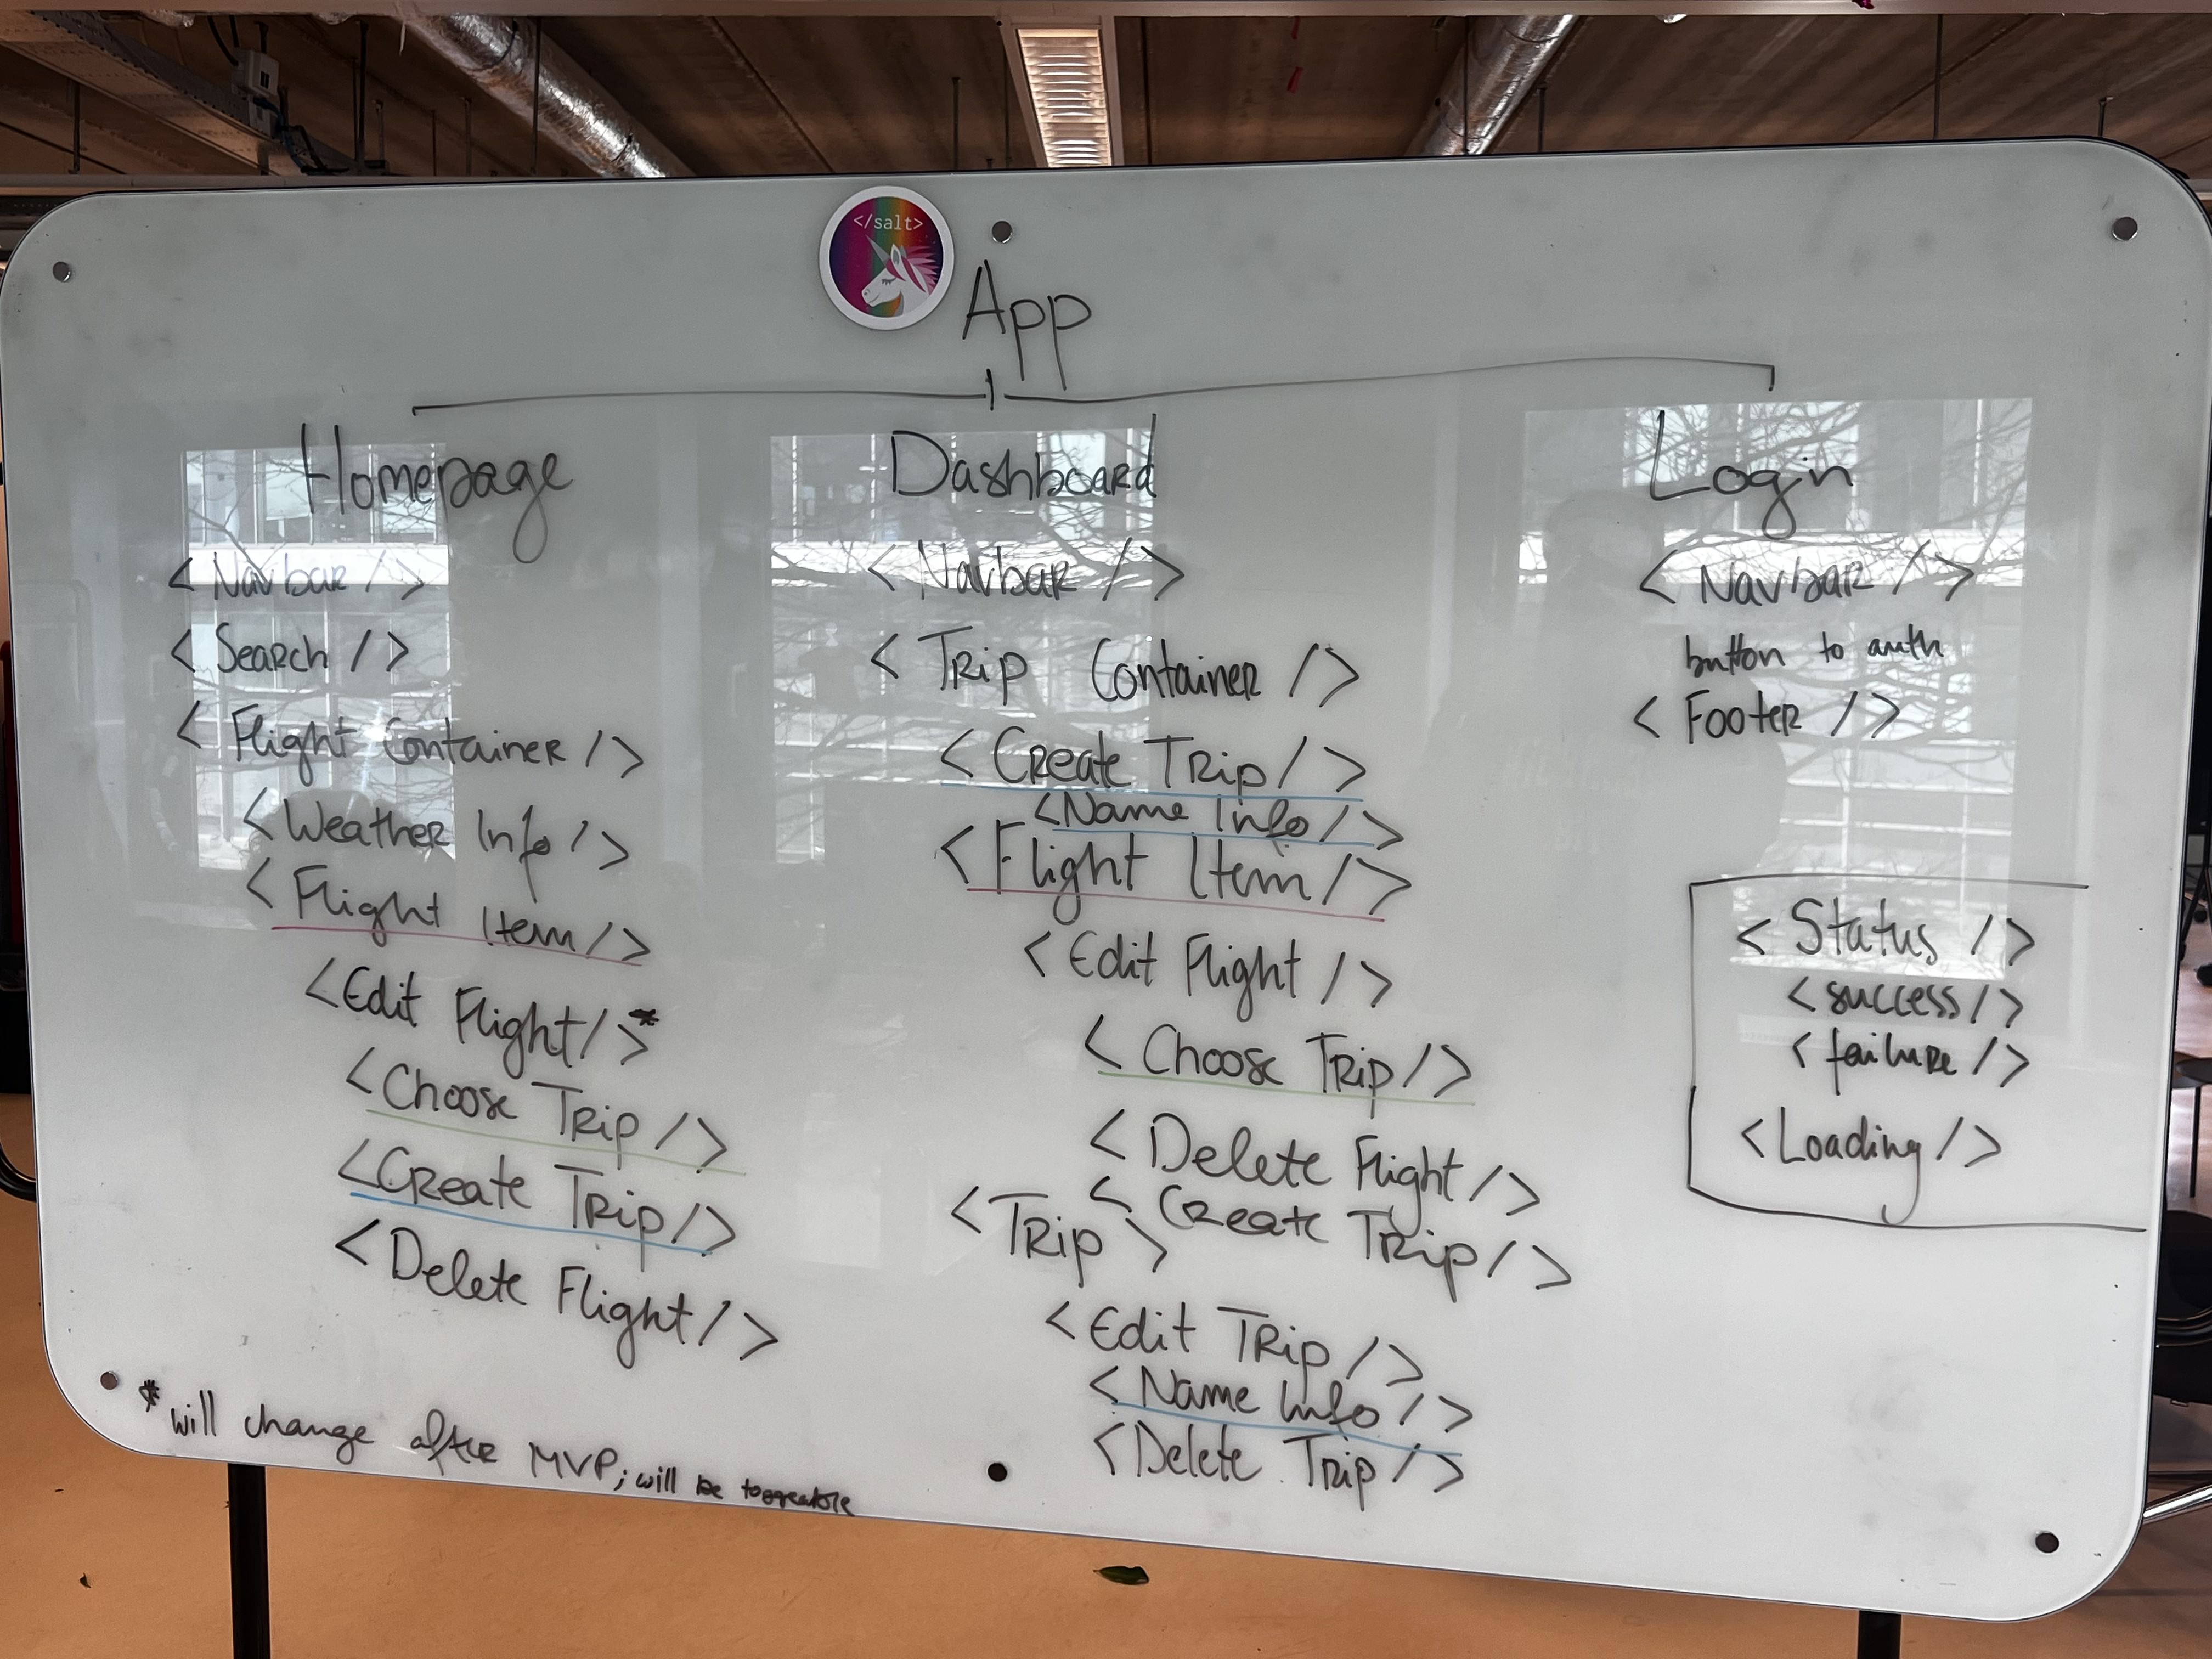 </salt>
App
Homepage
<Navbar />
<Search />
<Flight Container />
<Weather Info />
<Flight Item />
<Edit Flight />*
<Choose Trip />
<Create Trip />
<Delete Flight />
* will change after MVP; will be toggeable
Dashboard
<Navbar />
<Trip Container />
<Create Trip />
<Name Info />
<Flight Item />
<Edit Flight />
<Choose Trip />
<Delete Flight />
<Create Trip />
<Trip >
<Edit Trip />
<Name Info />
<Delete Trip />
Login
<Navbar />
button to auth
<Footer />
<Status />
<success />
<failure />
<Loading />